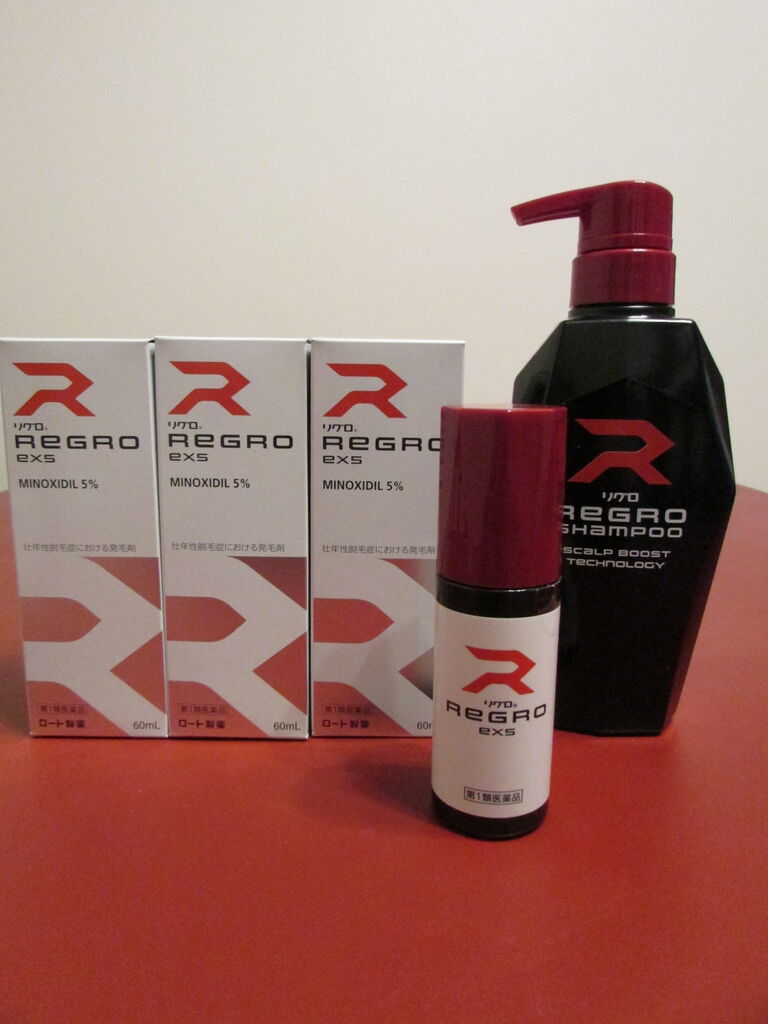 リグロ®
REGRO
EX5
MINOXIDIL 5%
壮年性脱毛症における発毛剤
第1類医薬品
ロート製薬
60mL
リグロ®
REGRO
EX5
MINOXIDIL 5%
壮年性脱毛症における発毛剤
第1類医薬品
ロート製薬
60mL
リグロ®
REGRO
EX5
MINOXIDIL 5%
壮年性脱毛症における発毛剤
第1類医薬品
ロート製薬
リグロ®
REGRO
EX5
第1類医薬品
リグロ
REGRO
SHAMPOO
SCALP BOOST
TECHNOLOGY